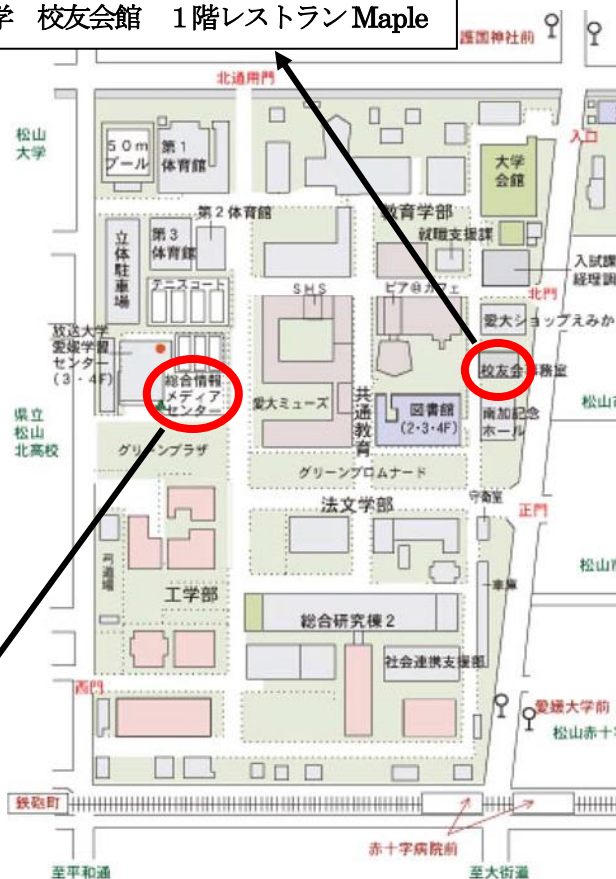 学 校友会館 1階レストラン Maple
護国神社前
北通用門
松山
大学
50m
プール
第1
体育館
大学
会館
入口
第2体育館
教育学部
就職支援課
立体駐車場
第3
体育館
入試課
経理調
テニスコート
SHS
ピア@カフェ
北門
愛大ショップえみか
放送大学
愛媛学習
センター
(3・4F)
総合情報
メディア
センター
校友会事務室
愛大ミューズ
共通教育
図書館
(2・3・4F)
南加記念
ホール
松山市
県立
松山
北高校
グリーンプラザ
グリーンプロムナード
法文学部
守衛室
正門
弓道場
松山市
工学部
車庫
総合研究棟2
社会連携支援部
西門
愛媛大学前
松山赤十字
鉄砲町
赤十字病院前
至平和通
至大街道